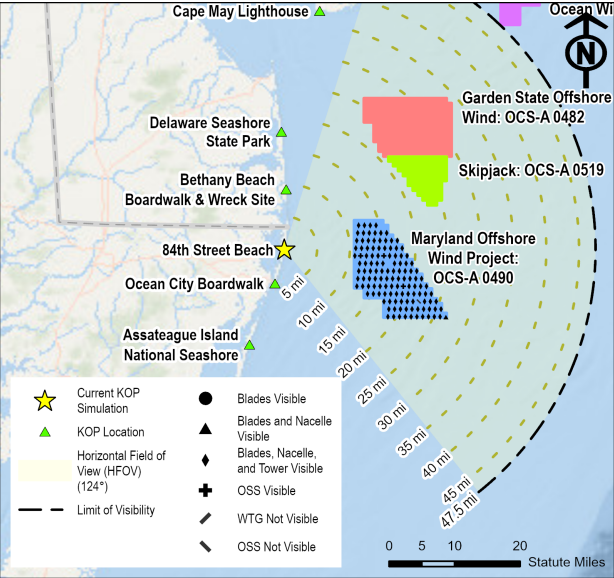 Cape May Lighthouse
Ocean Wi
N
Garden State Offshore
Wind: OCS-A 0482
Delaware Seashore
State Park
Skipjack: OCS-A 0519
Bethany Beach
Boardwalk & Wreck Site
84th Street Beach
Maryland Offshore
Wind Project:
OCS-A 0490
Ocean City Boardwalk
5 mi
10 mi
15 mi
20 mi
25 mi
30 mi
35 mi
40 mi
45 mi
47.5 mi
Assateague Island
National Seashore
Current KOP
Simulation
KOP Location
Horizontal Field of
View (HFOV)
(124°)
Limit of Visibility
Blades Visible
Blades and Nacelle
Visible
Blades, Nacelle,
and Tower Visible
OSS Visible
WTG Not Visible
OSS Not Visible
0 5 10 20
Statute Miles